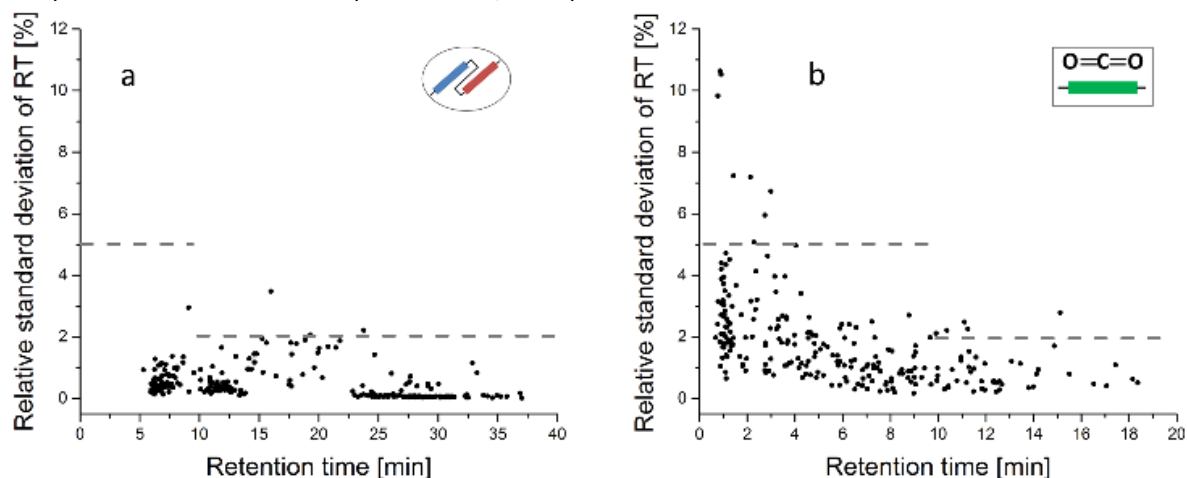 a
Relative standard deviation of RT [%]
12
10
8
6
4
2
0
0 5 10 15 20 25 30 35 40
Retention time [min]
b
O=C=O
Relative standard deviation of RT [%]
12
10
8
6
4
2
0
0 2 4 6 8 10 12 14 16 18 20
Retention time [min]